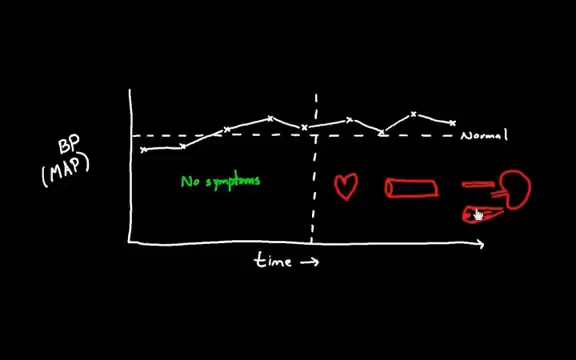 BP
(MAP)
Normal
No symptoms
time →